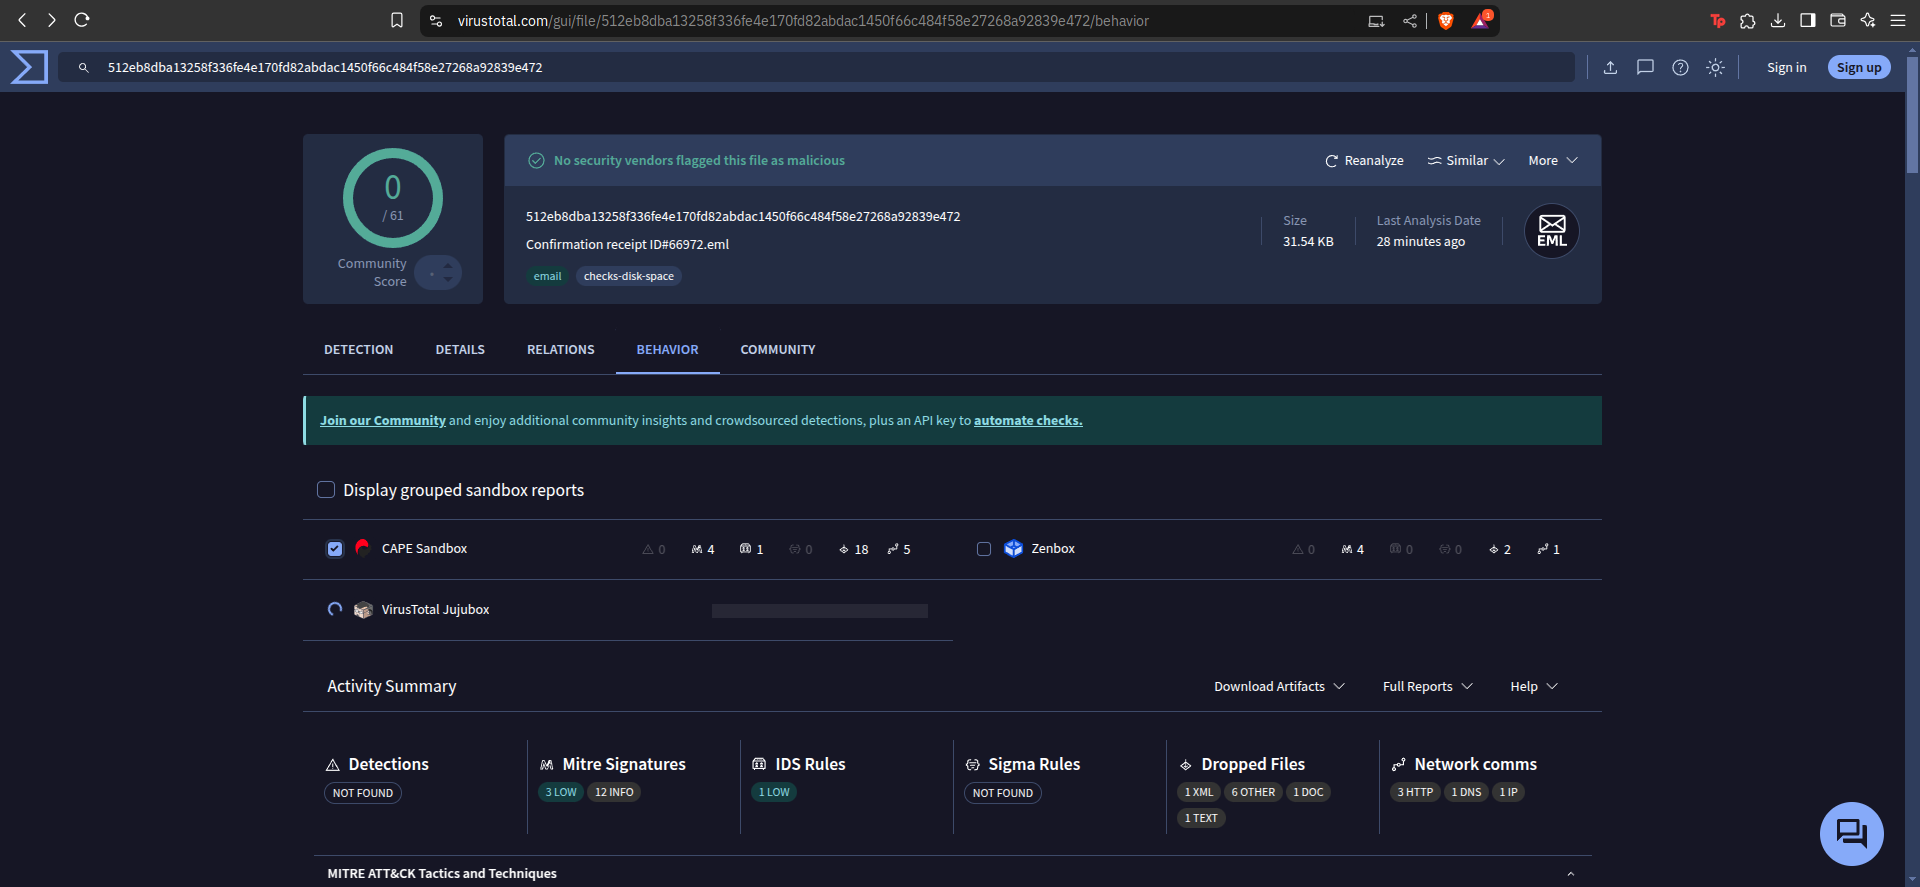 virustotal.com/gui/file/512eb8dba13258f336fe4e170fd82abdac1450f66c484f58e27268a92839e472/behavior
1
Tp
512eb8dba13258f336fe4e170fd82abdac1450f66c484f58e27268a92839e472
Sign in
Sign up
0
/ 61
Community
Score
No security vendors flagged this file as malicious
Reanalyze
Similar
More
512eb8dba13258f336fe4e170fd82abdac1450f66c484f58e27268a92839e472
Confirmation receipt ID#66972.eml
email
checks-disk-space
Size
31.54 KB
Last Analysis Date
28 minutes ago
EML
DETECTION
DETAILS
RELATIONS
BEHAVIOR
COMMUNITY
Join our Community and enjoy additional community insights and crowdsourced detections, plus an API key to automate checks.
Display grouped sandbox reports
CAPE Sandbox
0
4
1
0
18
5
Zenbox
0
4
0
0
2
1
VirusTotal Jujubox
Activity Summary
Download Artifacts
Full Reports
Help
Detections
NOT FOUND
Mitre Signatures
3 LOW
12 INFO
IDS Rules
1 LOW
Sigma Rules
NOT FOUND
Dropped Files
1 XML
6 OTHER
1 DOC
1 TEXT
Network comms
3 HTTP
1 DNS
1 IP
MITRE ATT&CK Tactics and Techniques